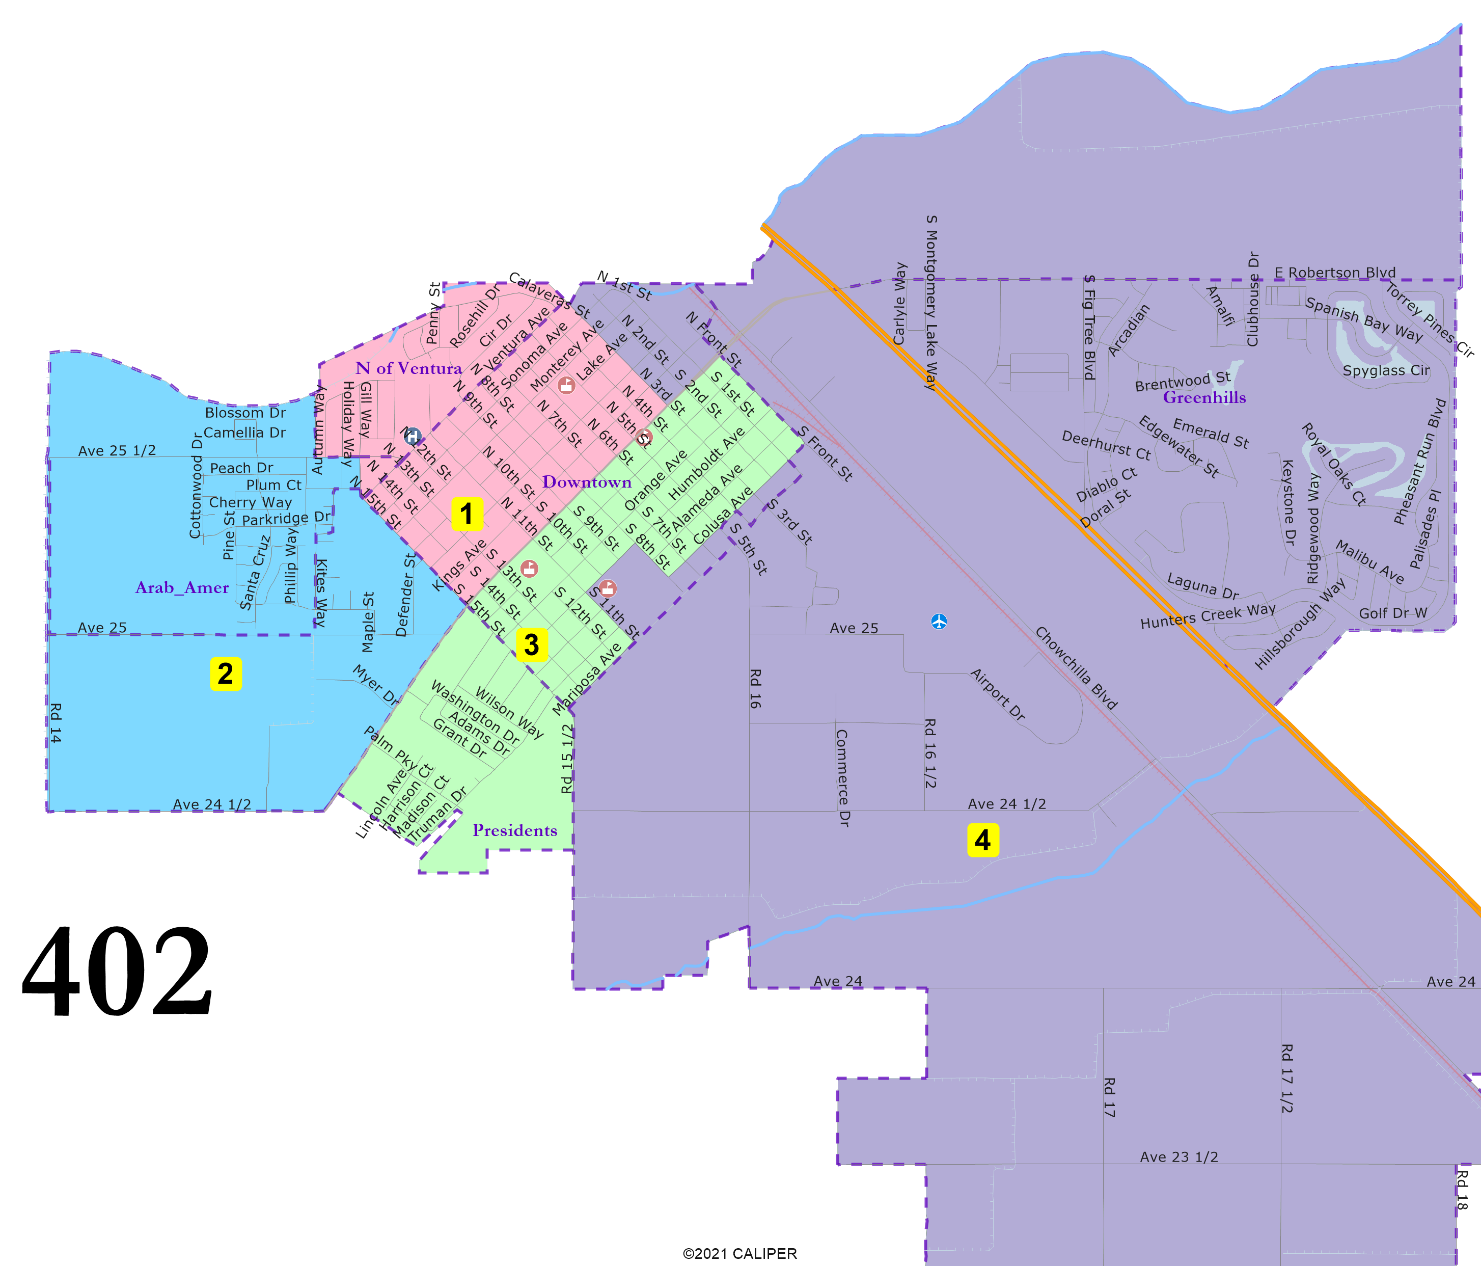 S Montgomery Lake Way
Carlyle Way
Clubhouse Dr
E Robertson Blvd
S Fig Tree Blvd
Amalfi
Arcadian
Spanish Bay Way
Torrey Pines Cir
Spyglass Cir
Brentwood St
Greenhills
Emerald St
Edgewater St
Deerhurst Ct
Diablo Ct
Doral St
Royal Oaks Ct
Keystone Dr
Ridgewood Way
Pheasant Run Blvd
Palisades Pl
Malibu Ave
Laguna Dr
Hunters Creek Way
Hillsborough Way
Golf Dr W
N 1st St
Calaveras St
Penny St
Rosehill Dr
Cir Dr
Ventura Ave
Sonoma Ave
Monterey Ave
Lake Ave
N 2nd St
N Front St
N 3rd St
S 2nd St
S 1st St
N of Ventura
N 8th St
N 9th St
N 4th St
N 5th St
N 6th St
N 7th St
Autumn Way
Holiday Way
Gill Way
H
N 12th St
N 13th St
N 14th St
N 15th St
N 10th St
N 11th St
Downtown
1
Kings Ave
Blossom Dr
Camellia Dr
Ave 25 1/2
Cottonwood Dr
Peach Dr
Plum Ct
Cherry Way
Parkridge Dr
Pine St
Santa Cruz
Phillip Way
Kites Way
Arab_Amer
Maple St
Defender St
Ave 25
2
Myer Dr
Rd 14
Ave 24 1/2
Orange Ave
Humboldt Ave
Alameda Ave
Colusa Ave
S Front St
S 3rd St
S 5th St
S 7th St
S 8th St
S 9th St
S 10th St
S 11th St
S 12th St
S 13th St
S 14th St
S 15th St
3
Mariposa Ave
Wilson Way
Washington Dr
Adams Dr
Grant Dr
Palm Pky
Lincoln Ave
Harrison Ct
Madison Ct
Truman Dr
Presidents
Rd 15 1/2
Ave 25
Rd 16
Airport Dr
Chowchilla Blvd
Rd 16 1/2
Commerce Dr
Ave 24 1/2
4
402
Ave 24
Ave 24
Rd 17
Rd 17 1/2
Ave 23 1/2
Rd 18
©2021 CALIPER